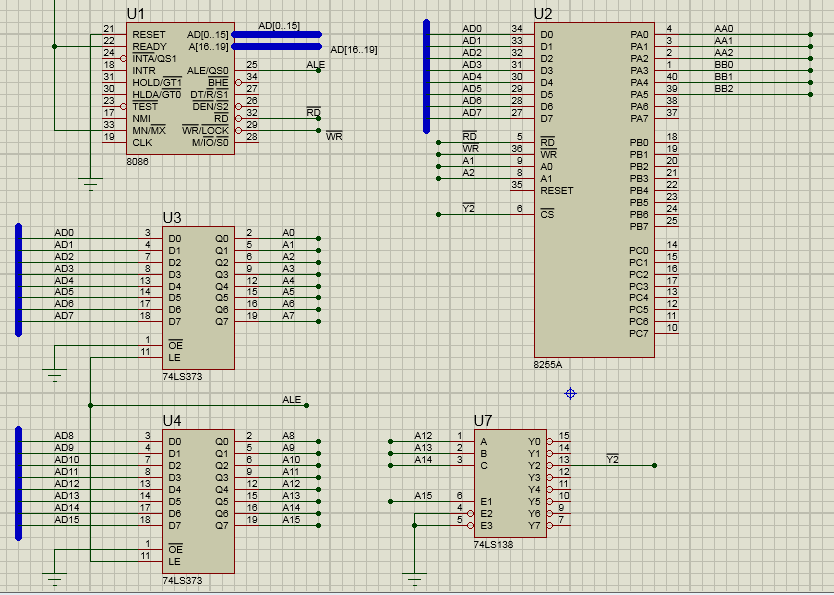 U1
21 RESET AD[0..15] AD[0..15]
22 READY A[16..19] AD[16..19]
24 INTA/QS1
18 INTR ALE/QS0 25 ALE
31 HOLD/GT1 BHE 34
30 HLDA/GT0 DT/R/S1 27
23 TEST DEN/S2 26
17 NMI RD 32 RD
33 MN/MX WR/LOCK 29 WR
19 CLK M/IO/S0 28
8086
U2
AD0 34 D0 PA0 4 AA0
AD1 33 D1 PA1 3 AA1
AD2 32 D2 PA2 2 AA2
AD3 31 D3 PA3 1 BB0
AD4 30 D4 PA4 40 BB1
AD5 29 D5 PA5 39 BB2
AD6 28 D6 PA6 38
AD7 27 D7 PA7 37
RD 5 RD PB0 18
WR 36 WR PB1 19
A1 9 A0 PB2 20
A2 8 A1 PB3 21
35 RESET PB4 22
PB5 23
Y2 6 CS PB6 24
PB7 25
PC0 14
PC1 15
PC2 16
PC3 17
PC4 13
PC5 12
PC6 11
PC7 10
8255A
U3
AD0 3 D0 Q0 2 A0
AD1 4 D1 Q1 5 A1
AD2 7 D2 Q2 6 A2
AD3 8 D3 Q3 9 A3
AD4 13 D4 Q4 12 A4
AD5 14 D5 Q5 15 A5
AD6 17 D6 Q6 16 A6
AD7 18 D7 Q7 19 A7
1 OE
11 LE
74LS373
ALE
U4
AD8 3 D0 Q0 2 A8
AD9 4 D1 Q1 5 A9
AD10 7 D2 Q2 6 A10
AD11 8 D3 Q3 9 A11
AD12 13 D4 Q4 12 A12
AD13 14 D5 Q5 15 A13
AD14 17 D6 Q6 16 A14
AD15 18 D7 Q7 19 A15
1 OE
11 LE
74LS373
U7
A12 1 A Y0 15
A13 2 B Y1 14
A14 3 C Y2 13 Y2
Y3 12
Y4 11
A15 6 E1 Y5 10
4 E2 Y6 9
5 E3 Y7 7
74LS138